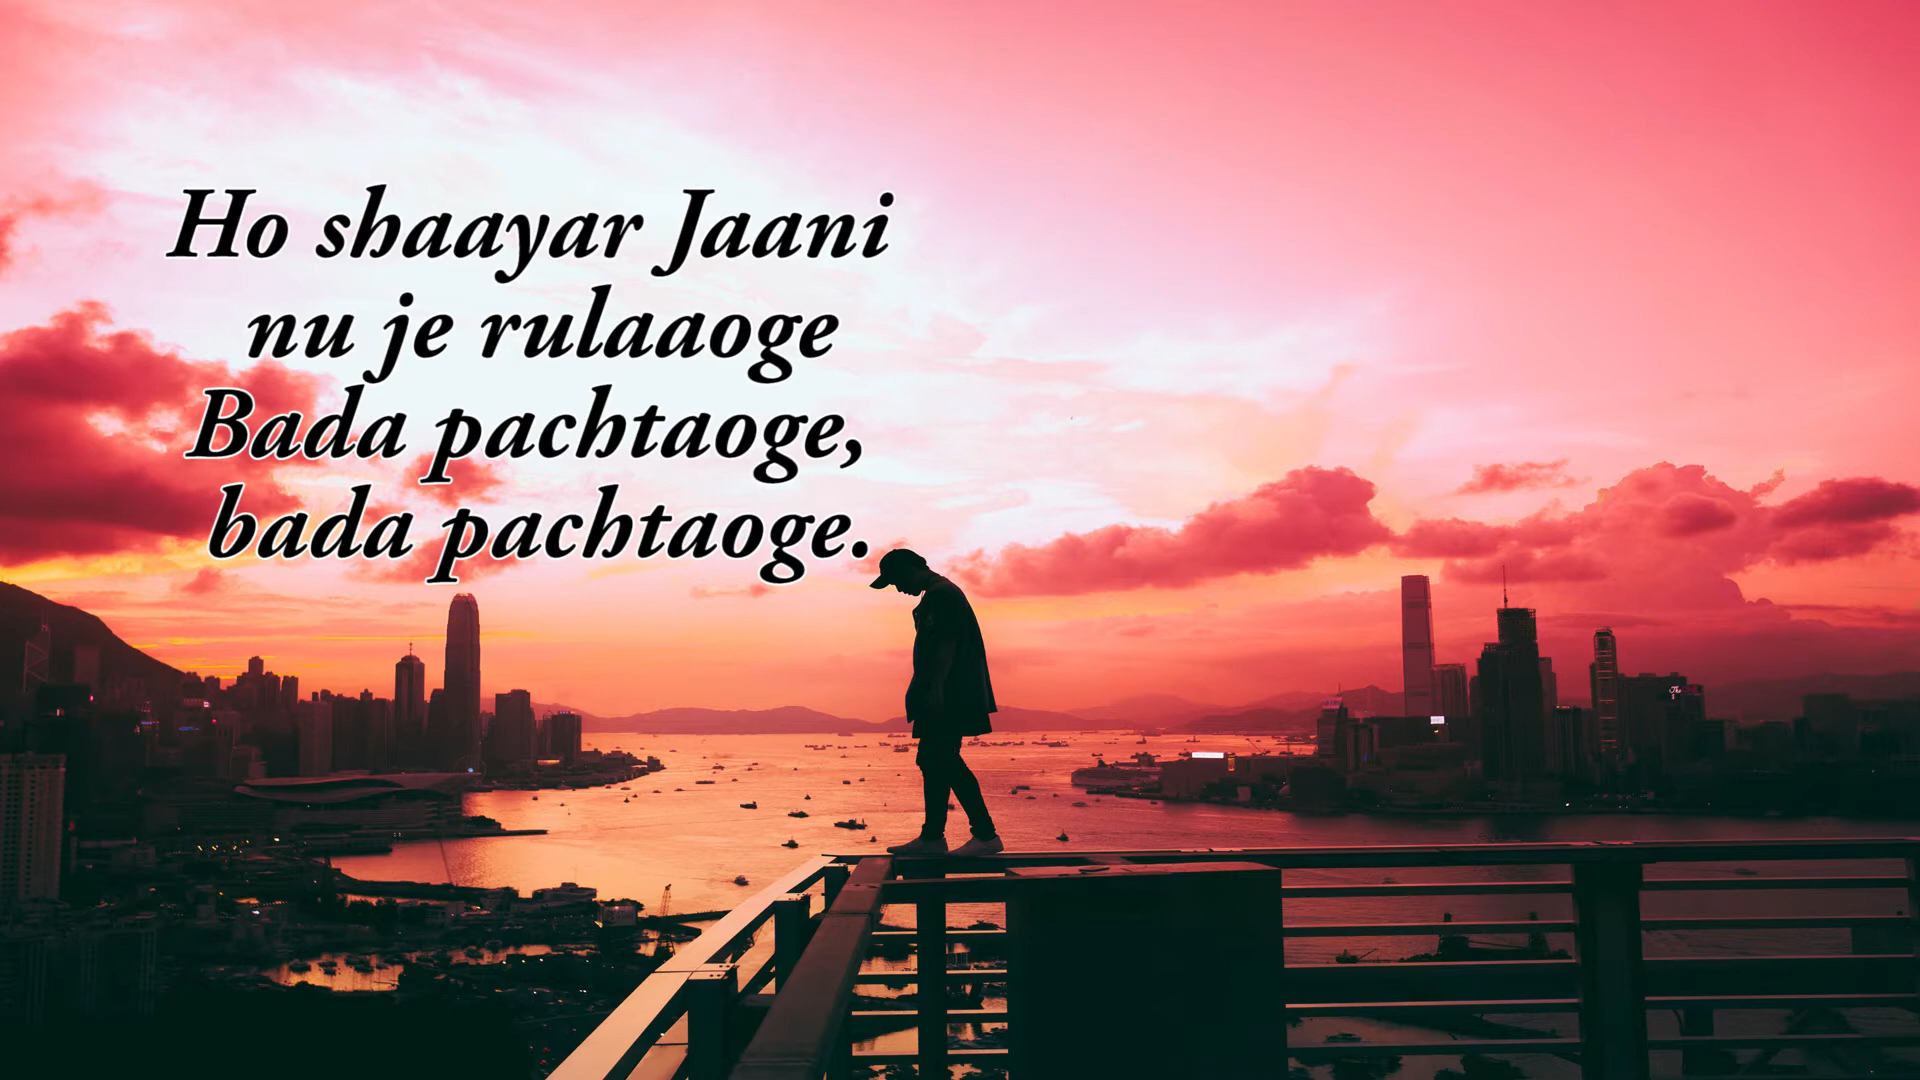 Ho shaayar Jaani
nu je rulaaoge
Bada pachtaoge,
bada pachtaoge.